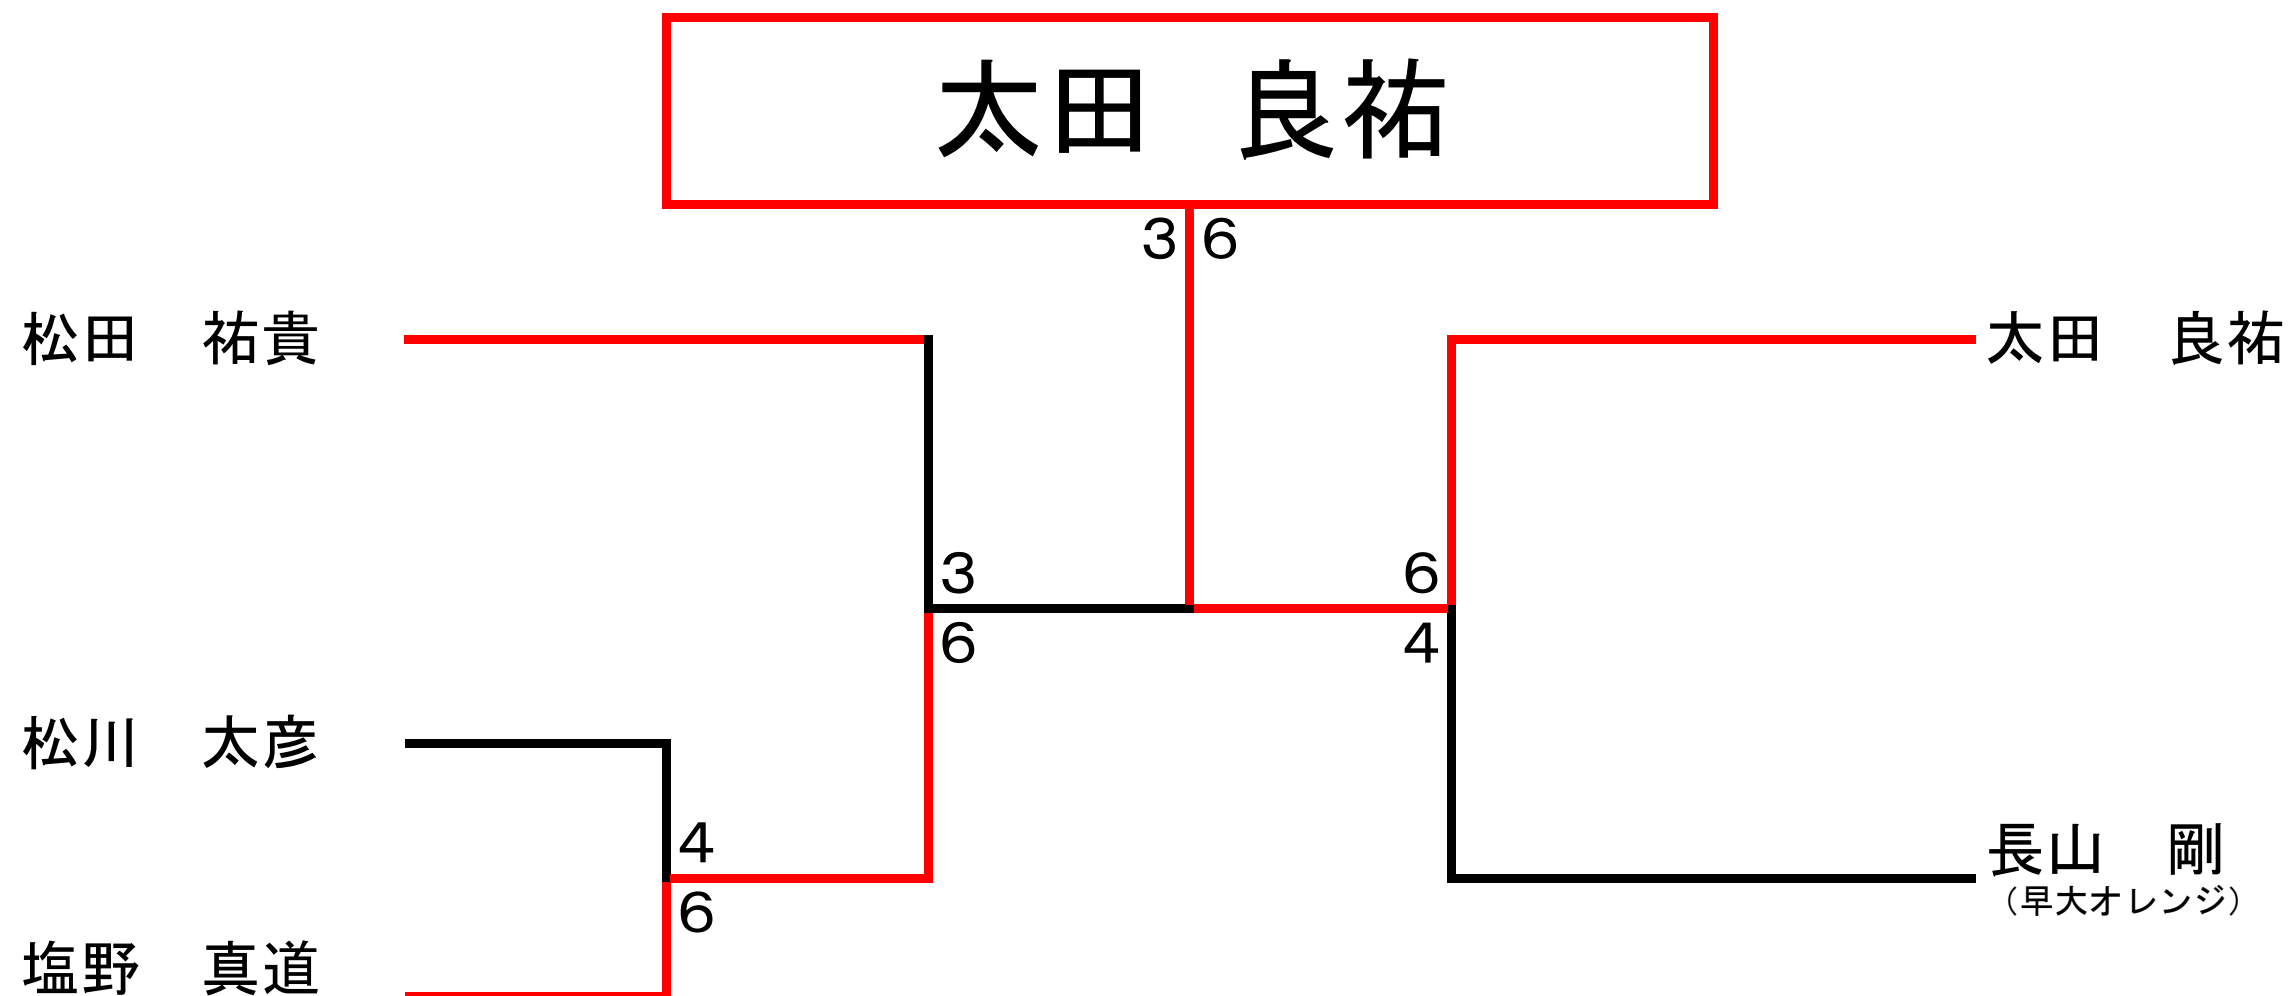 太田　良祐
3 6
松田　祐貴
太田　良祐
3
6
6
4
松川　太彦
4
6
長山　剛
（早大オレンジ）
塩野　真道